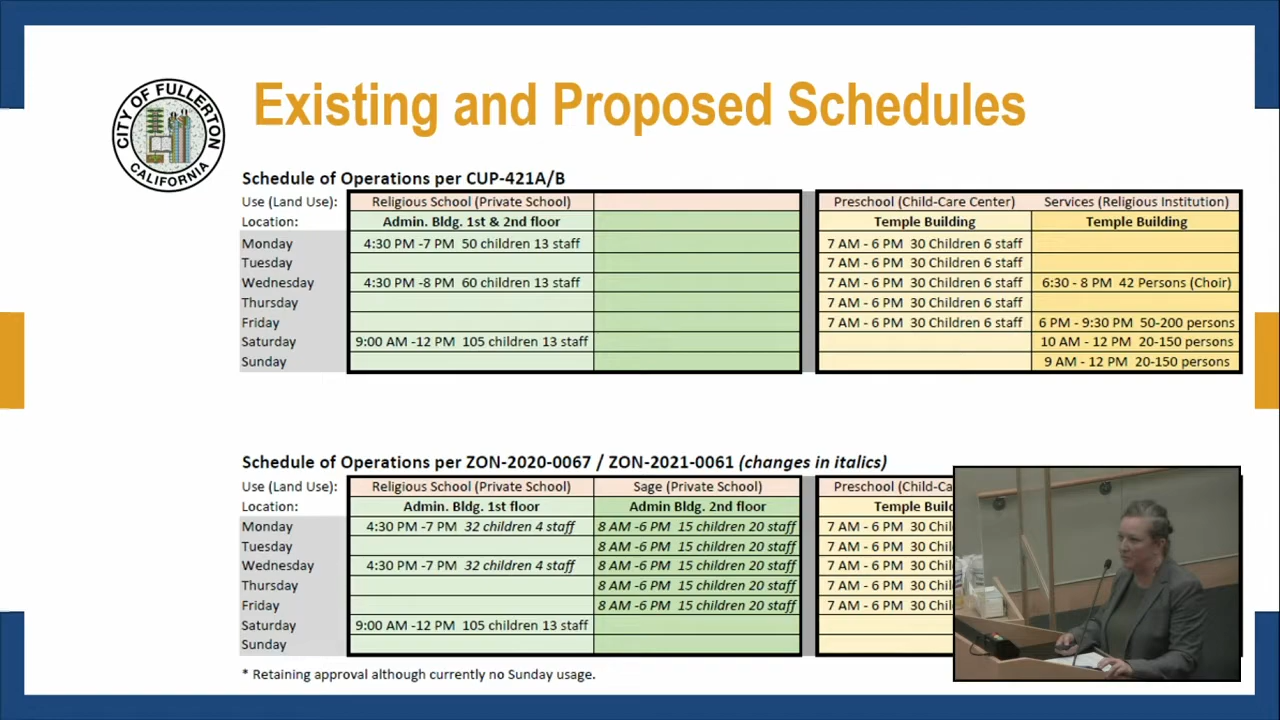 CITY OF FULLERTON
CALIFORNIA
Existing and Proposed Schedules
Schedule of Operations per CUP-421A/B
Use (Land Use): Religious School (Private School) Preschool (Child-Care Center) Services (Religious Institution)
Location: Admin. Bldg. 1st & 2nd floor Temple Building Temple Building
Monday 4:30 PM -7 PM 50 children 13 staff 7 AM - 6 PM 30 Children 6 staff
Tuesday 7 AM - 6 PM 30 Children 6 staff
Wednesday 4:30 PM -8 PM 60 children 13 staff 7 AM - 6 PM 30 Children 6 staff 6:30 - 8 PM 42 Persons (Choir)
Thursday 7 AM - 6 PM 30 Children 6 staff
Friday 7 AM - 6 PM 30 Children 6 staff 6 PM - 9:30 PM 50-200 persons
Saturday 9:00 AM -12 PM 105 children 13 staff 10 AM - 12 PM 20-150 persons
Sunday 9 AM - 12 PM 20-150 persons
Schedule of Operations per ZON-2020-0067 / ZON-2021-0061 (changes in italics)
Use (Land Use): Religious School (Private School) Sage (Private School) Preschool (Child-Ca
Location: Admin. Bldg. 1st floor Admin Bldg. 2nd floor Temple Build
Monday 4:30 PM -7 PM 32 children 4 staff 8 AM -6 PM 15 children 20 staff 7 AM - 6 PM 30 Chil
Tuesday 8 AM -6 PM 15 children 20 staff 7 AM - 6 PM 30 Chil
Wednesday 4:30 PM -7 PM 32 children 4 staff 8 AM -6 PM 15 children 20 staff 7 AM - 6 PM 30 Chil
Thursday 8 AM -6 PM 15 children 20 staff 7 AM - 6 PM 30 Chil
Friday 8 AM -6 PM 15 children 20 staff 7 AM - 6 PM 30 Chil
Saturday 9:00 AM -12 PM 105 children 13 staff
Sunday
* Retaining approval although currently no Sunday usage.